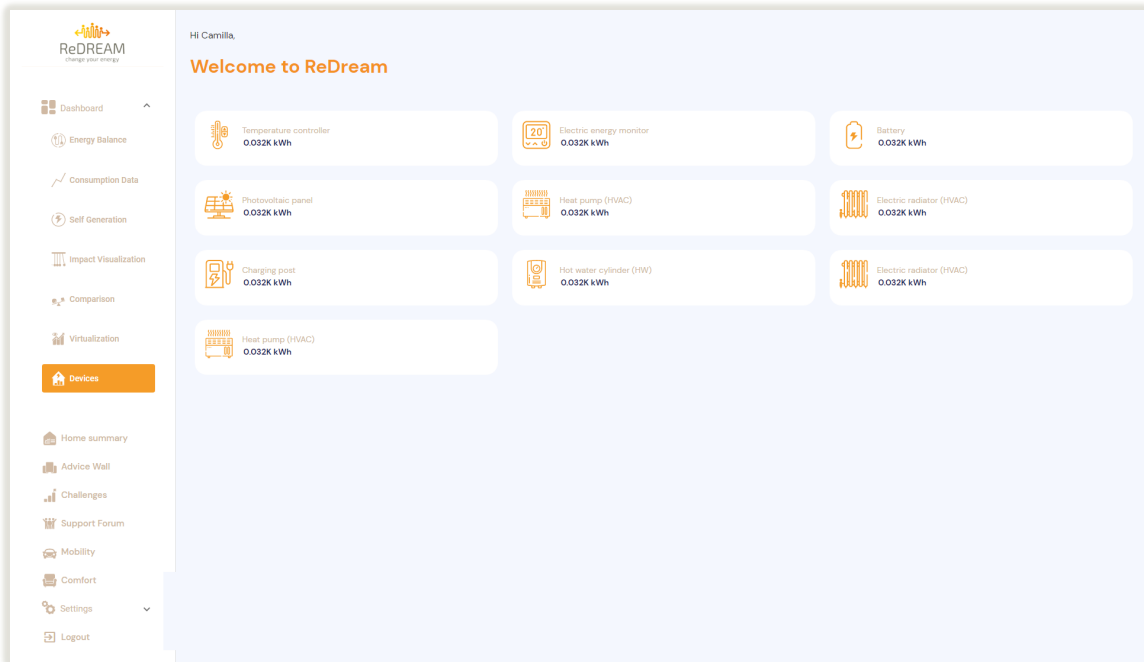 ReDREAM
change your energy
Dashboard
Energy Balance
Consumption Data
Self Generation
Impact Visualization
Comparison
Virtualization
Devices
Home summary
Advice Wall
Challenges
Support Forum
Mobility
Comfort
Settings
Logout
Hi Camilla,
Welcome to ReDream
Temperature controller
0.032K kWh
20°
Electric energy monitor
0.032K kWh
Battery
0.032K kWh
Photovoltaic panel
0.032K kWh
Heat pump (HVAC)
0.032K kWh
Electric radiator (HVAC)
0.032K kWh
Charging post
0.032K kWh
Hot water cylinder (HW)
0.032K kWh
Electric radiator (HVAC)
0.032K kWh
Heat pump (HVAC)
0.032K kWh